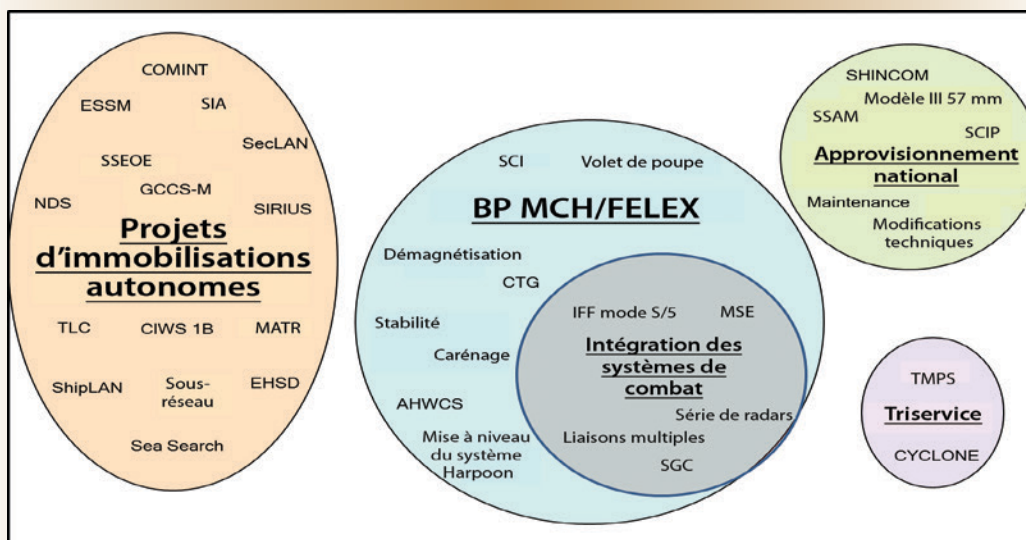 COMINT
ESSM
SIA
SecLAN
SSEOE
GCCS-M
NDS
SIRIUS
Projets
d'immobilisations
autonomes
TLC
CIWS 1B
MATR
ShipLAN
Sous-
réseau
EHSD
Sea Search
SCI
Volet de poupe
BP MCH/FELEX
Démagnétisation
CTG
Stabilité
Carénage
AHWCS
Mise à niveau
du système
Harpoon
IFF mode S/5
MSE
Intégration des
systèmes de
combat
Série de radars
Liaisons multiples
SGC
SHINCOM
Modèle III 57 mm
SSAM
SCIP
Approvisionnement
national
Maintenance
Modifications
techniques
TMPS
Triservice
CYCLONE